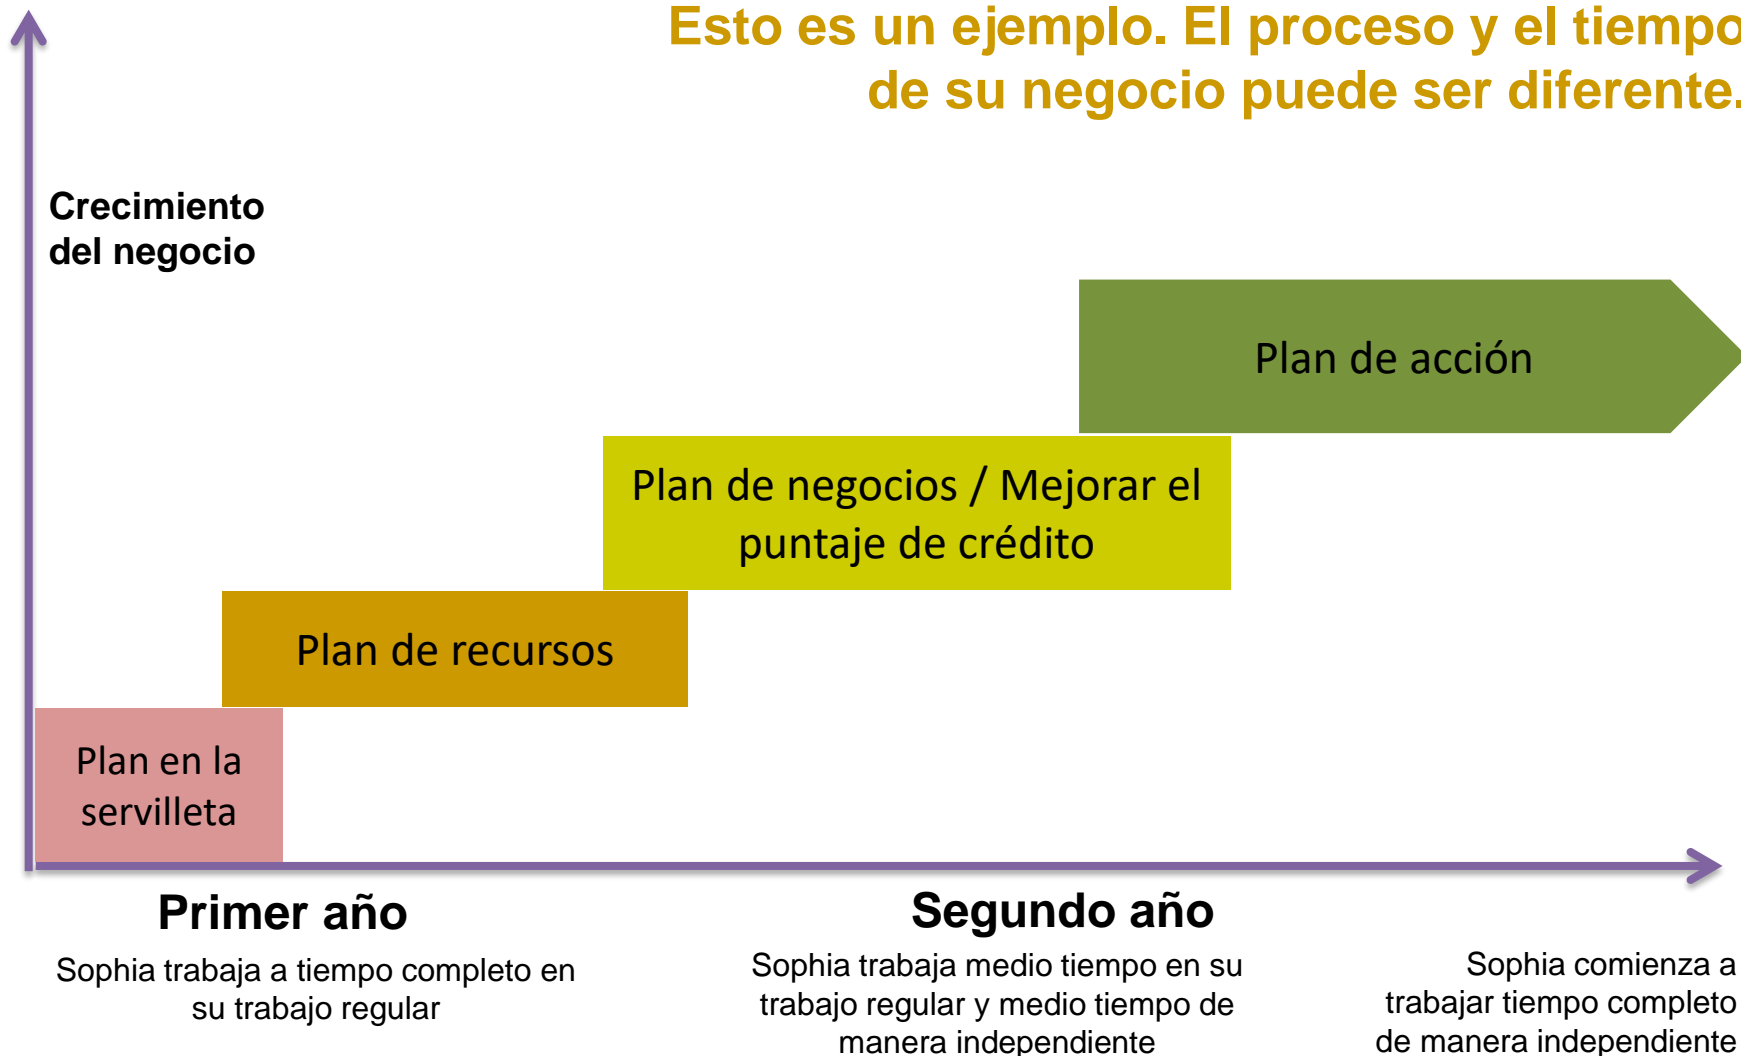 Esto es un ejemplo. El proceso y el tiempo
de su negocio puede ser diferente.
Crecimiento
del negocio
Plan de acción
Plan de negocios / Mejorar el
puntaje de crédito
Plan de recursos
Plan en la
servilleta
Primer año
Sophia trabaja a tiempo completo en
su trabajo regular
Segundo año
Sophia trabaja medio tiempo en su
trabajo regular y medio tiempo de
manera independiente
Sophia comienza a
trabajar tiempo completo
de manera independiente